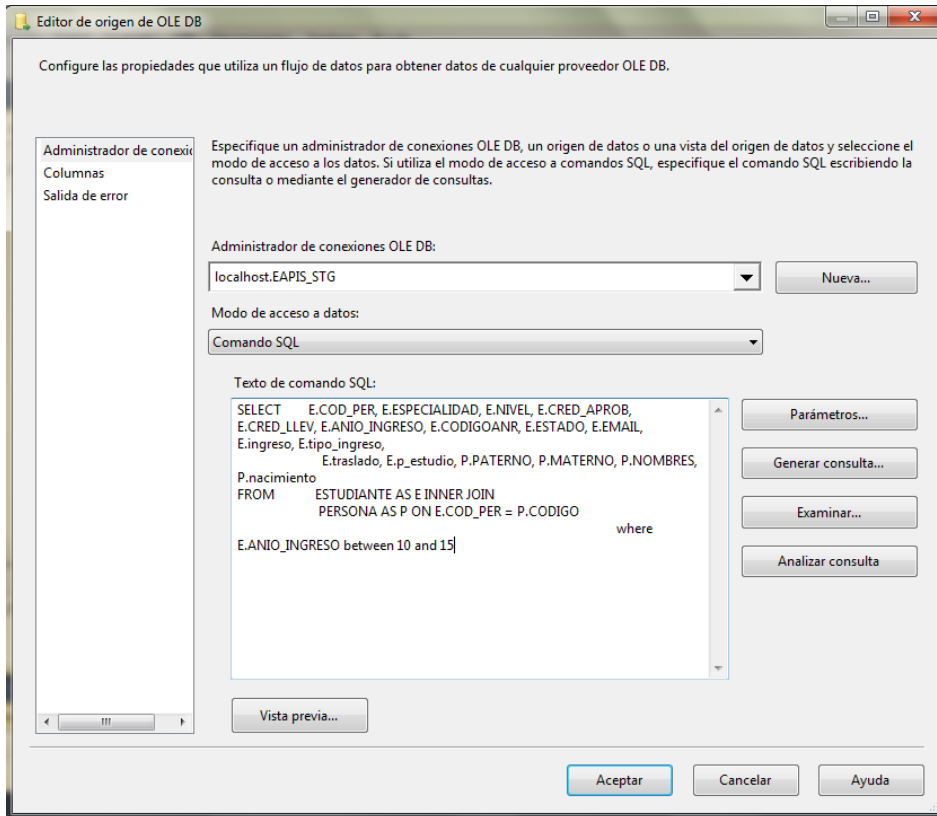 Editor de origen de OLE DB
Configure las propiedades que utiliza un flujo de datos para obtener datos de cualquier proveedor OLE DB.
Administrador de conexi
Columnas
Salida de error
Especifique un administrador de conexiones OLE DB, un origen de datos o una vista del origen de datos y seleccione el
modo de acceso a los datos. Si utiliza el modo de acceso a comandos SQL, especifique el comando SQL escribiendo la
consulta o mediante el generador de consultas.
Administrador de conexiones OLE DB:
localhost.EAPIS_STG
Nueva...
Modo de acceso a datos:
Comando SQL
Texto de comando SQL:
SELECT E.COD_PER, E.ESPECIALIDAD, E.NIVEL, E.CRED_APROB,
E.CRED_LLEV, E.ANIO_INGRESO, E.CODIGOANR, E.ESTADO, E.EMAIL,
E.ingreso, E.tipo_ingreso,
E.traslado, E.p_estudio, P.PATERNO, P.MATERNO, P.NOMBRES,
P.nacimiento
FROM ESTUDIANTE AS E INNER JOIN
PERSONA AS P ON E.COD_PER = P.CODIGO
where
E.ANIO_INGRESO between 10 and 15
Parámetros...
Generar consulta...
Examinar...
Analizar consulta
Vista previa...
Aceptar
Cancelar
Ayuda